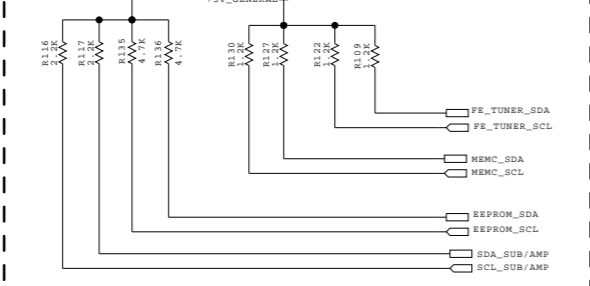 R116
2.2K
R117
2.2K
R135
4.7K
R136
4.7K
R130
1.2K
R127
1.2K
R122
1.2K
R109
1.2K
FE_TUNER_SDA
FE_TUNER_SCL
MEMC_SDA
MEMC_SCL
EEPROM_SDA
EEPROM_SCL
SDA_SUB/AMP
SCL_SUB/AMP